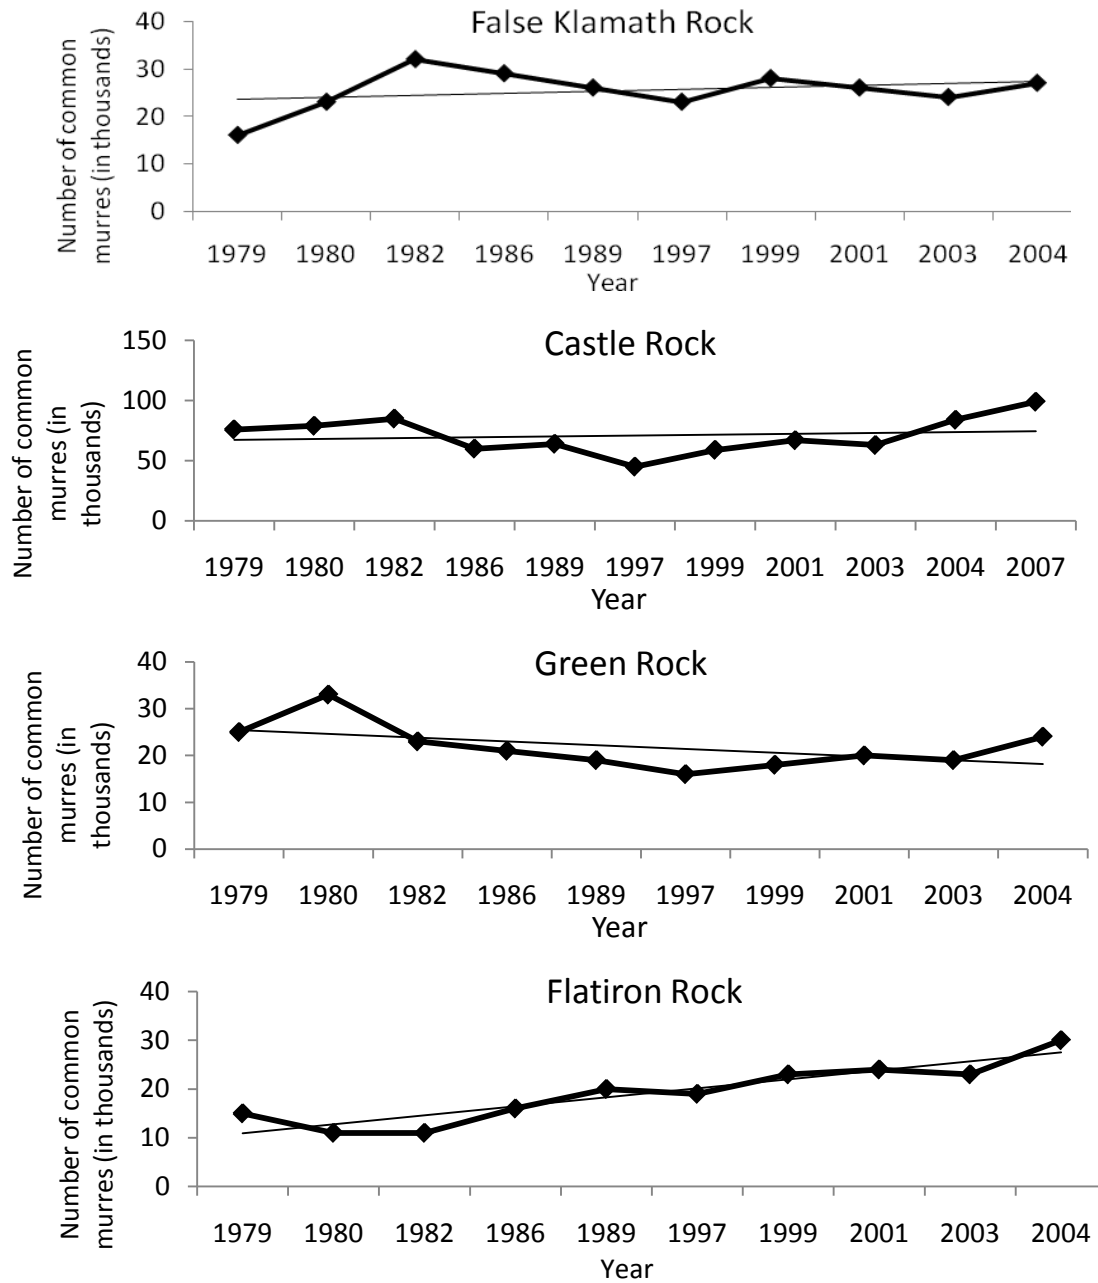 False Klamath Rock
Number of common
murres (in thousands)
40
30
20
10
0
1979 1980 1982 1986 1989 1997 1999 2001 2003 2004
Year
Castle Rock
Number of common
murres (in
thousands)
150
100
50
0
1979 1980 1982 1986 1989 1997 1999 2001 2003 2004 2007
Year
Green Rock
Number of common
murres (in
thousands)
40
30
20
10
0
1979 1980 1982 1986 1989 1997 1999 2001 2003 2004
Year
Flatiron Rock
Number of common
murres (in thousands)
40
30
20
10
0
1979 1980 1982 1986 1989 1997 1999 2001 2003 2004
Year